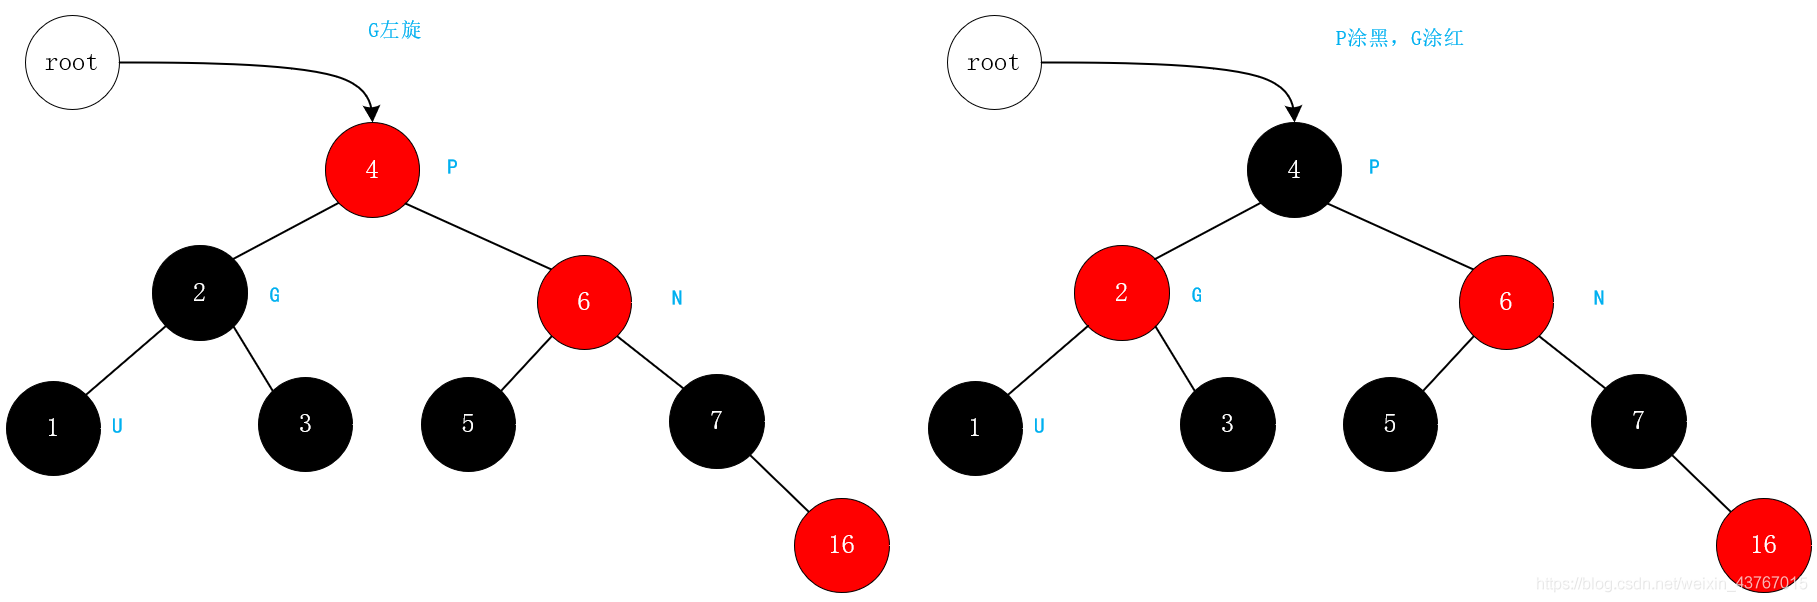 G左旋
root
4
P
2
G
6
N
1
U
3
5
7
16
P涂黑，G涂红
root
4
P
2
G
6
N
1
U
3
5
7
16
https://blog.csdn.net/weixin_43767015